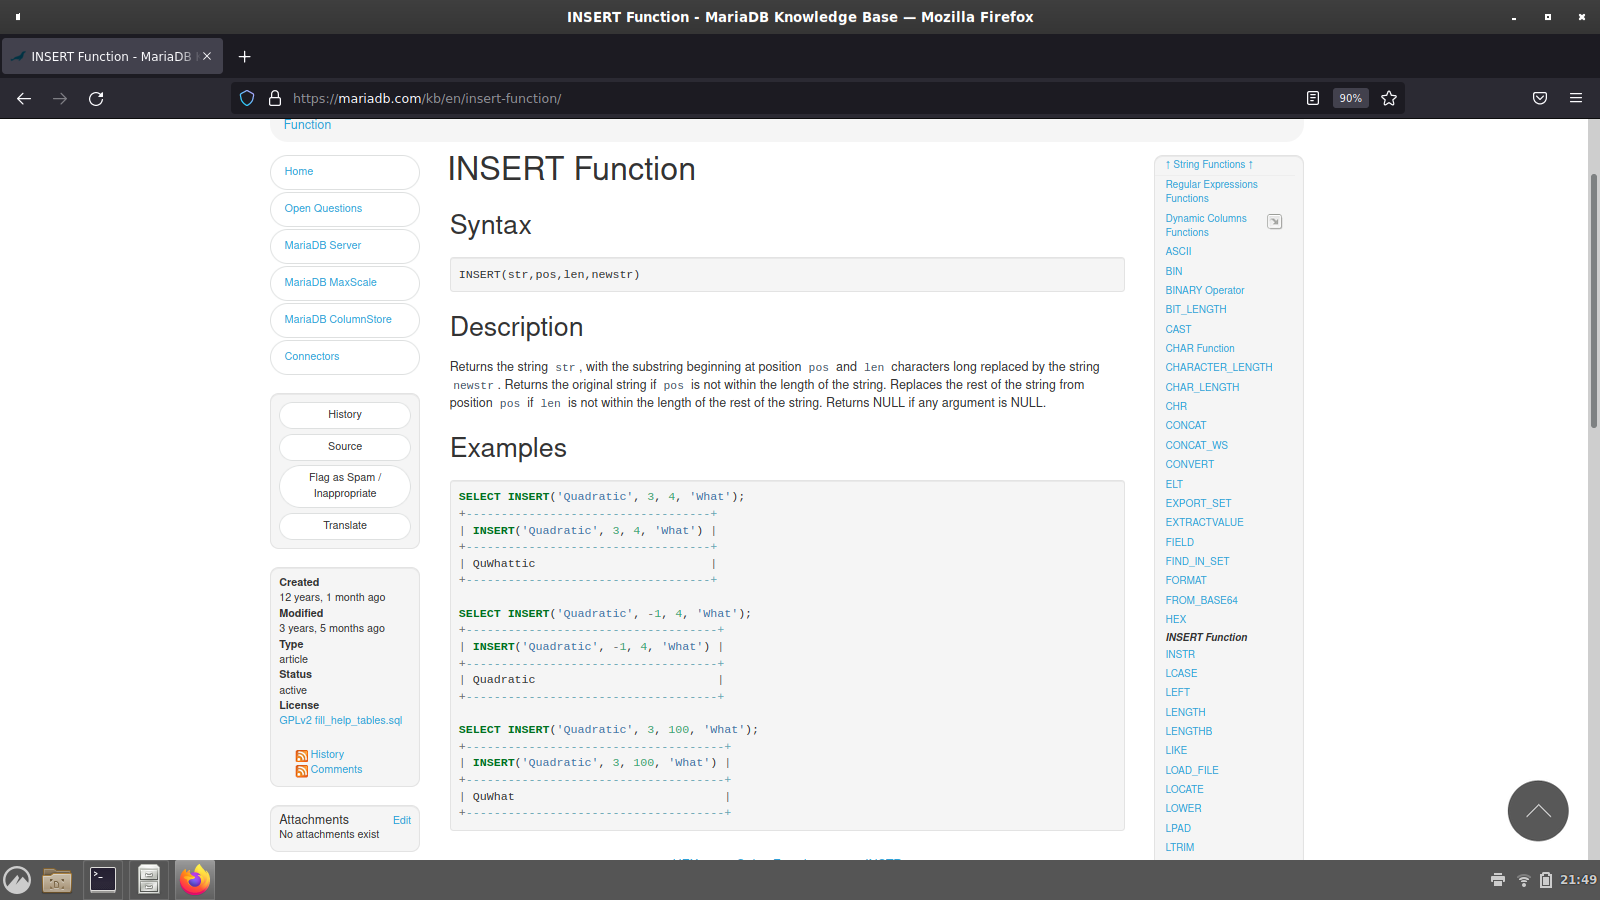 INSERT Function - MariaDB Knowledge Base — Mozilla Firefox
INSERT Function - MariaDB
https://mariadb.com/kb/en/insert-function/
90%
Function
Home
Open Questions
MariaDB Server
MariaDB MaxScale
MariaDB ColumnStore
Connectors
History
Source
Flag as Spam /
Inappropriate
Translate
Created
12 years, 1 month ago
Modified
3 years, 5 months ago
Type
article
Status
active
License
GPLv2 fill_help_tables.sql
History
Comments
Attachments
Edit
No attachments exist
INSERT Function
Syntax
INSERT(str,pos,len,newstr)
Description
Returns the string str , with the substring beginning at position pos and len characters long replaced by the string
newstr . Returns the original string if pos is not within the length of the string. Replaces the rest of the string from
position pos if len is not within the length of the rest of the string. Returns NULL if any argument is NULL.
Examples
SELECT INSERT('Quadratic', 3, 4, 'What');
+-----------------------------------+
| INSERT('Quadratic', 3, 4, 'What') |
+-----------------------------------+
| QuWhattic                         |
+-----------------------------------+
SELECT INSERT('Quadratic', -1, 4, 'What');
+------------------------------------+
| INSERT('Quadratic', -1, 4, 'What') |
+------------------------------------+
| Quadratic                          |
+------------------------------------+
SELECT INSERT('Quadratic', 3, 100, 'What');
+-------------------------------------+
| INSERT('Quadratic', 3, 100, 'What') |
+-------------------------------------+
| QuWhat                              |
+-------------------------------------+
↑ String Functions ↑
Regular Expressions
Functions
Dynamic Columns
Functions
ASCII
BIN
BINARY Operator
BIT_LENGTH
CAST
CHAR Function
CHARACTER_LENGTH
CHAR_LENGTH
CHR
CONCAT
CONCAT_WS
CONVERT
ELT
EXPORT_SET
EXTRACTVALUE
FIELD
FIND_IN_SET
FORMAT
FROM_BASE64
HEX
INSERT Function
INSTR
LCASE
LEFT
LENGTH
LENGTHB
LIKE
LOAD_FILE
LOCATE
LOWER
LPAD
LTRIM
21:49